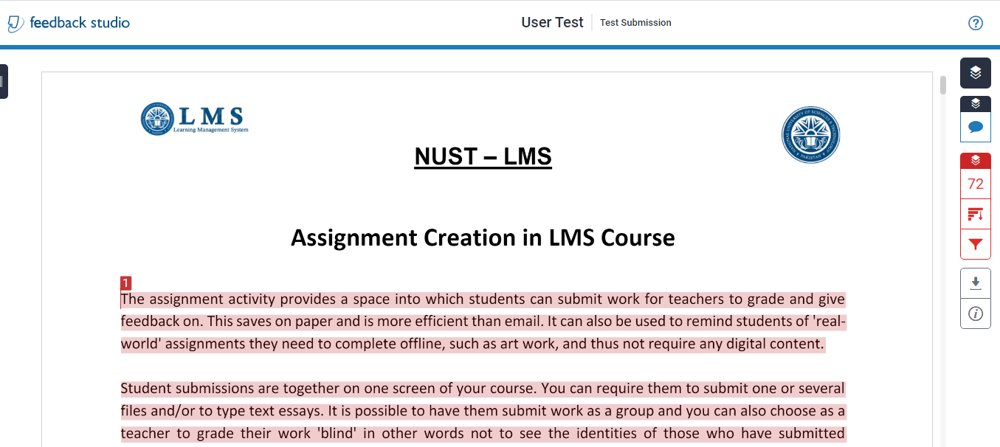 feedback studio
User Test
Test Submission
?
LMS
Learning Management System
NATIONAL UNIVERSITY OF SCIENCES & TECHNOLOGY
PAKISTAN
NUST – LMS
72
Assignment Creation in LMS Course
1
The assignment activity provides a space into which students can submit work for teachers to grade and give
feedback on. This saves on paper and is more efficient than email. It can also be used to remind students of 'real-
world' assignments they need to complete offline, such as art work, and thus not require any digital content.
i
Student submissions are together on one screen of your course. You can require them to submit one or several
files and/or to type text essays. It is possible to have them submit work as a group and you can also choose as a
teacher to grade their work 'blind' in other words not to see the identities of those who have submitted